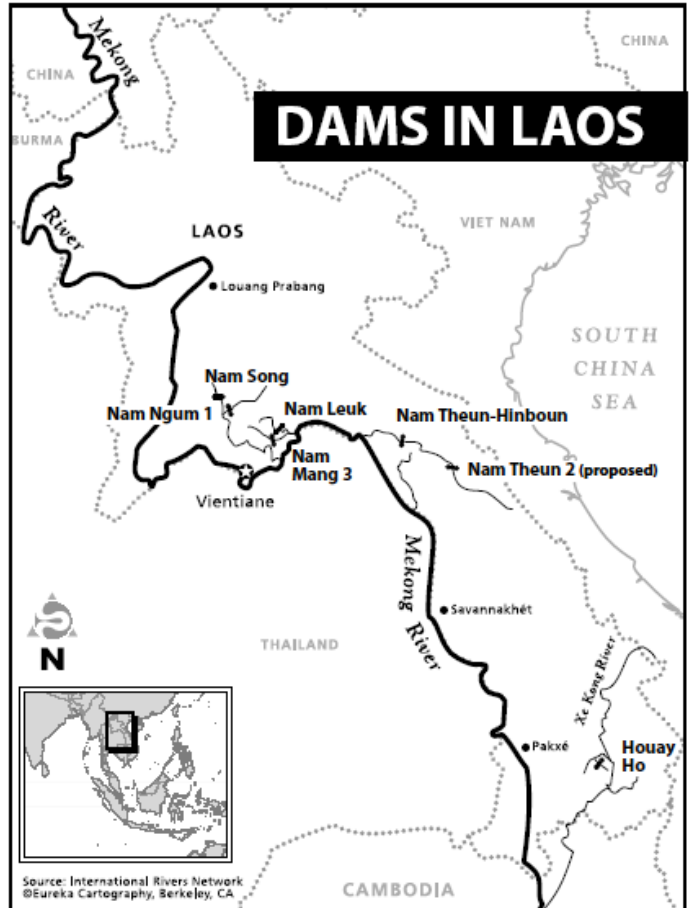 Mekong
CHINA
CHINA
DAMS IN LAOS
BURMA
River
LAOS
VIET NAM
Louang Prabang
SOUTH
CHINA
SEA
Nam Song
Nam Ngum 1
Nam Leuk
Nam Theun-Hinboun
Nam
Mang 3
Nam Theun 2 (proposed)
Vientiane
Mekong River
Savannakhét
N
THAILAND
Xe Kong River
Pakxé
Houay
Ho
CAMBODIA
Source: International Rivers Network
©Eureka Cartography, Berkeley, CA